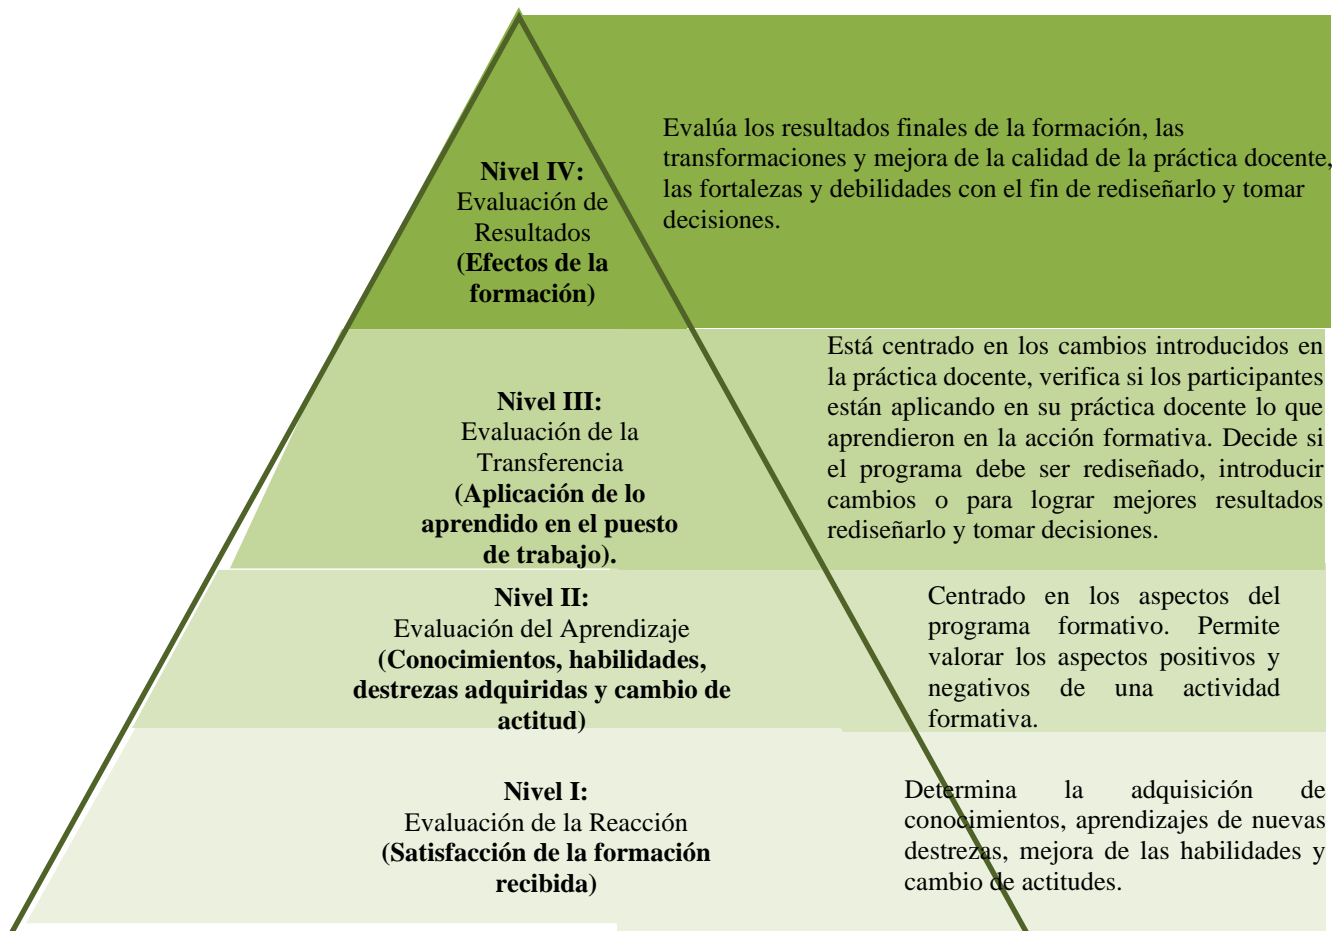 Nivel IV:
Evaluación de
Resultados
(Efectos de la
formación)
Evalúa los resultados finales de la formación, las
transformaciones y mejora de la calidad de la práctica docente,
las fortalezas y debilidades con el fin de rediseñarlo y tomar
decisiones.
Nivel III:
Evaluación de la
Transferencia
(Aplicación de lo
aprendido en el puesto
de trabajo).
Está centrado en los cambios introducidos en
la práctica docente, verifica si los participantes
están aplicando en su práctica docente lo que
aprendieron en la acción formativa. Decide si
el programa debe ser rediseñado, introducir
cambios o para lograr mejores resultados
rediseñarlo y tomar decisiones.
Nivel II:
Evaluación del Aprendizaje
(Conocimientos, habilidades,
destrezas adquiridas y cambio de
actitud)
Centrado en los aspectos del
programa formativo. Permite
valorar los aspectos positivos y
negativos de una actividad
formativa.
Nivel I:
Evaluación de la Reacción
(Satisfacción de la formación
recibida)
Determina la adquisición de
conocimientos, aprendizajes de nuevas
destrezas, mejora de las habilidades y
cambio de actitudes.